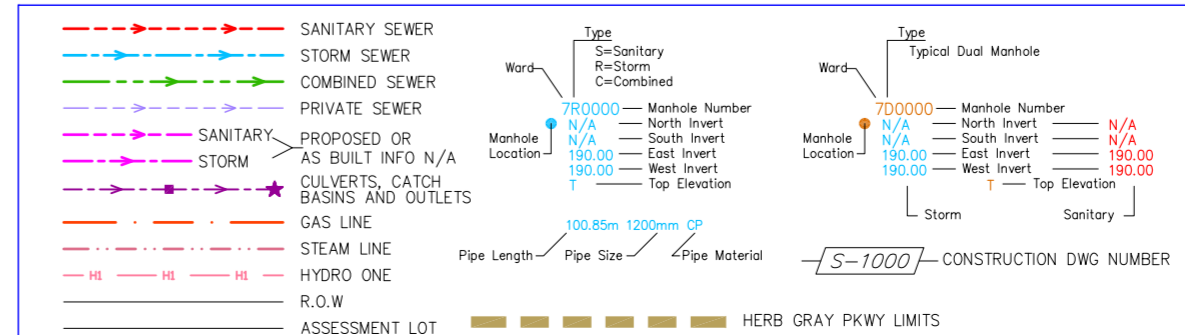 SANITARY SEWER
STORM SEWER
COMBINED SEWER
PRIVATE SEWER
SANITARY
STORM
PROPOSED OR
AS BUILT INFO N/A
CULVERTS, CATCH
BASINS AND OUTLETS
GAS LINE
STEAM LINE
H1 H1 H1 HYDRO ONE
R.O.W
ASSESSMENT LOT
Type
S=Sanitary
R=Storm
C=Combined
Ward
7R0000 Manhole Number
N/A North Invert
N/A South Invert
190.00 East Invert
190.00 West Invert
T Top Elevation
Manhole
Location
100.85m 1200mm CP
Pipe Length Pipe Size Pipe Material
Type
Typical Dual Manhole
Ward
7D0000 Manhole Number
N/A North Invert N/A
N/A South Invert N/A
190.00 East Invert 190.00
190.00 West Invert 190.00
T Top Elevation
Manhole
Location
Storm Sanitary
S-1000 CONSTRUCTION DWG NUMBER
HERB GRAY PKWY LIMITS